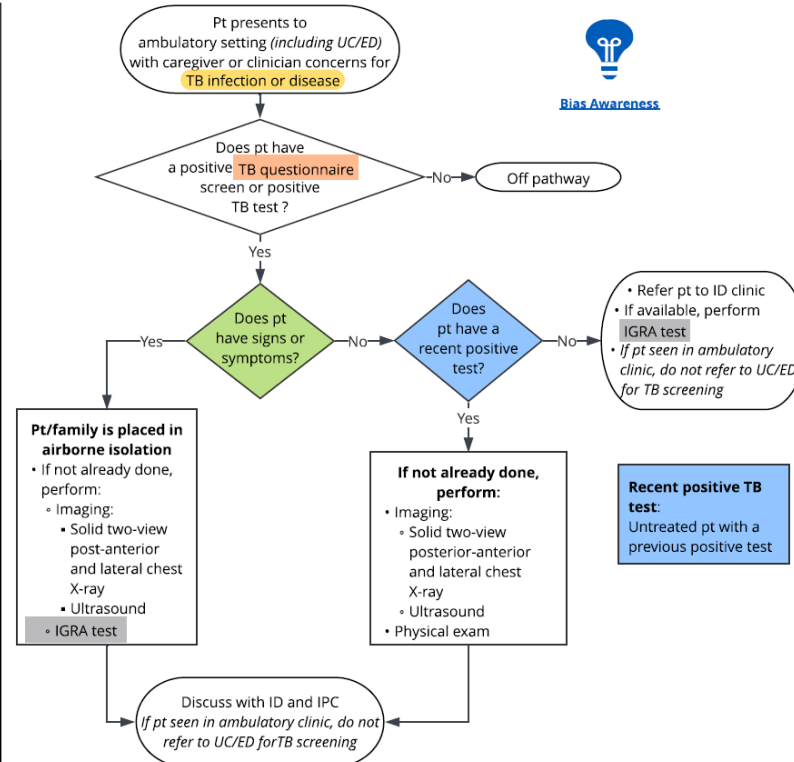 Pt presents to
ambulatory setting (including UC/ED)
with caregiver or clinician concerns for
TB infection or disease
Bias Awareness
Does pt have
a positive TB questionnaire
screen or positive
TB test ?
No
Off pathway
Yes
Does pt
have signs or
symptoms?
Yes
No
Does
pt have a
recent positive
test?
No
• Refer pt to ID clinic
• If available, perform
IGRA test
• If pt seen in ambulatory
clinic, do not refer to UC/ED
for TB screening
Yes
Pt/family is placed in
airborne isolation
• If not already done,
perform:
◦ Imaging:
▪ Solid two-view
post-anterior
and lateral chest
X-ray
▪ Ultrasound
◦ IGRA test
If not already done,
perform:
• Imaging:
◦ Solid two-view
posterior-anterior
and lateral chest
X-ray
◦ Ultrasound
• Physical exam
Recent positive TB
test:
Untreated pt with a
previous positive test
Discuss with ID and IPC
If pt seen in ambulatory clinic, do not
refer to UC/ED forTB screening